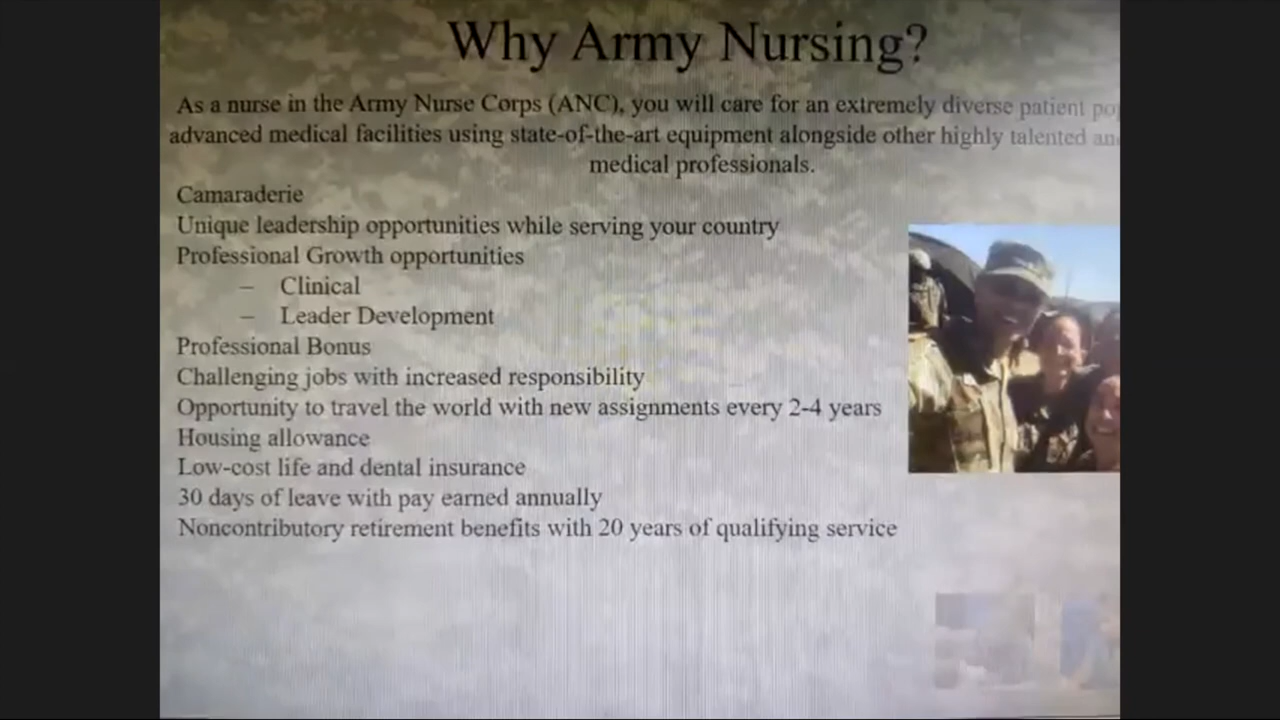 Why Army Nursing?
As a nurse in the Army Nurse Corps (ANC), you will care for an extremely diverse patient
advanced medical facilities using state-of-the-art equipment alongside other highly talented
medical professionals.
Camaraderie
Unique leadership opportunities while serving your country
Professional Growth opportunities
– Clinical
– Leader Development
Professional Bonus
Challenging jobs with increased responsibility
Opportunity to travel the world with new assignments every 2-4 years
Housing allowance
Low-cost life and dental insurance
30 days of leave with pay earned annually
Noncontributory retirement benefits with 20 years of qualifying service